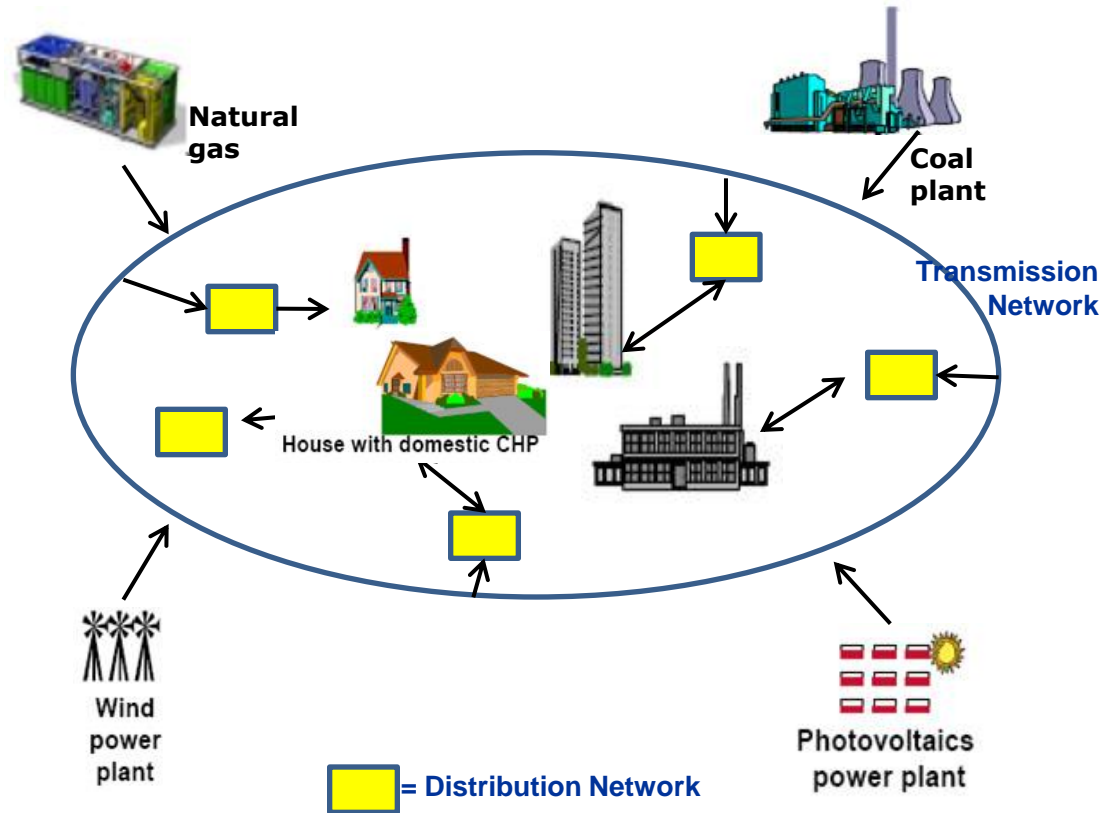 Natural
gas
Coal
plant
Transmission
Network
House with domestic CHP
Wind
power
plant
Photovoltaics
power plant
= Distribution Network